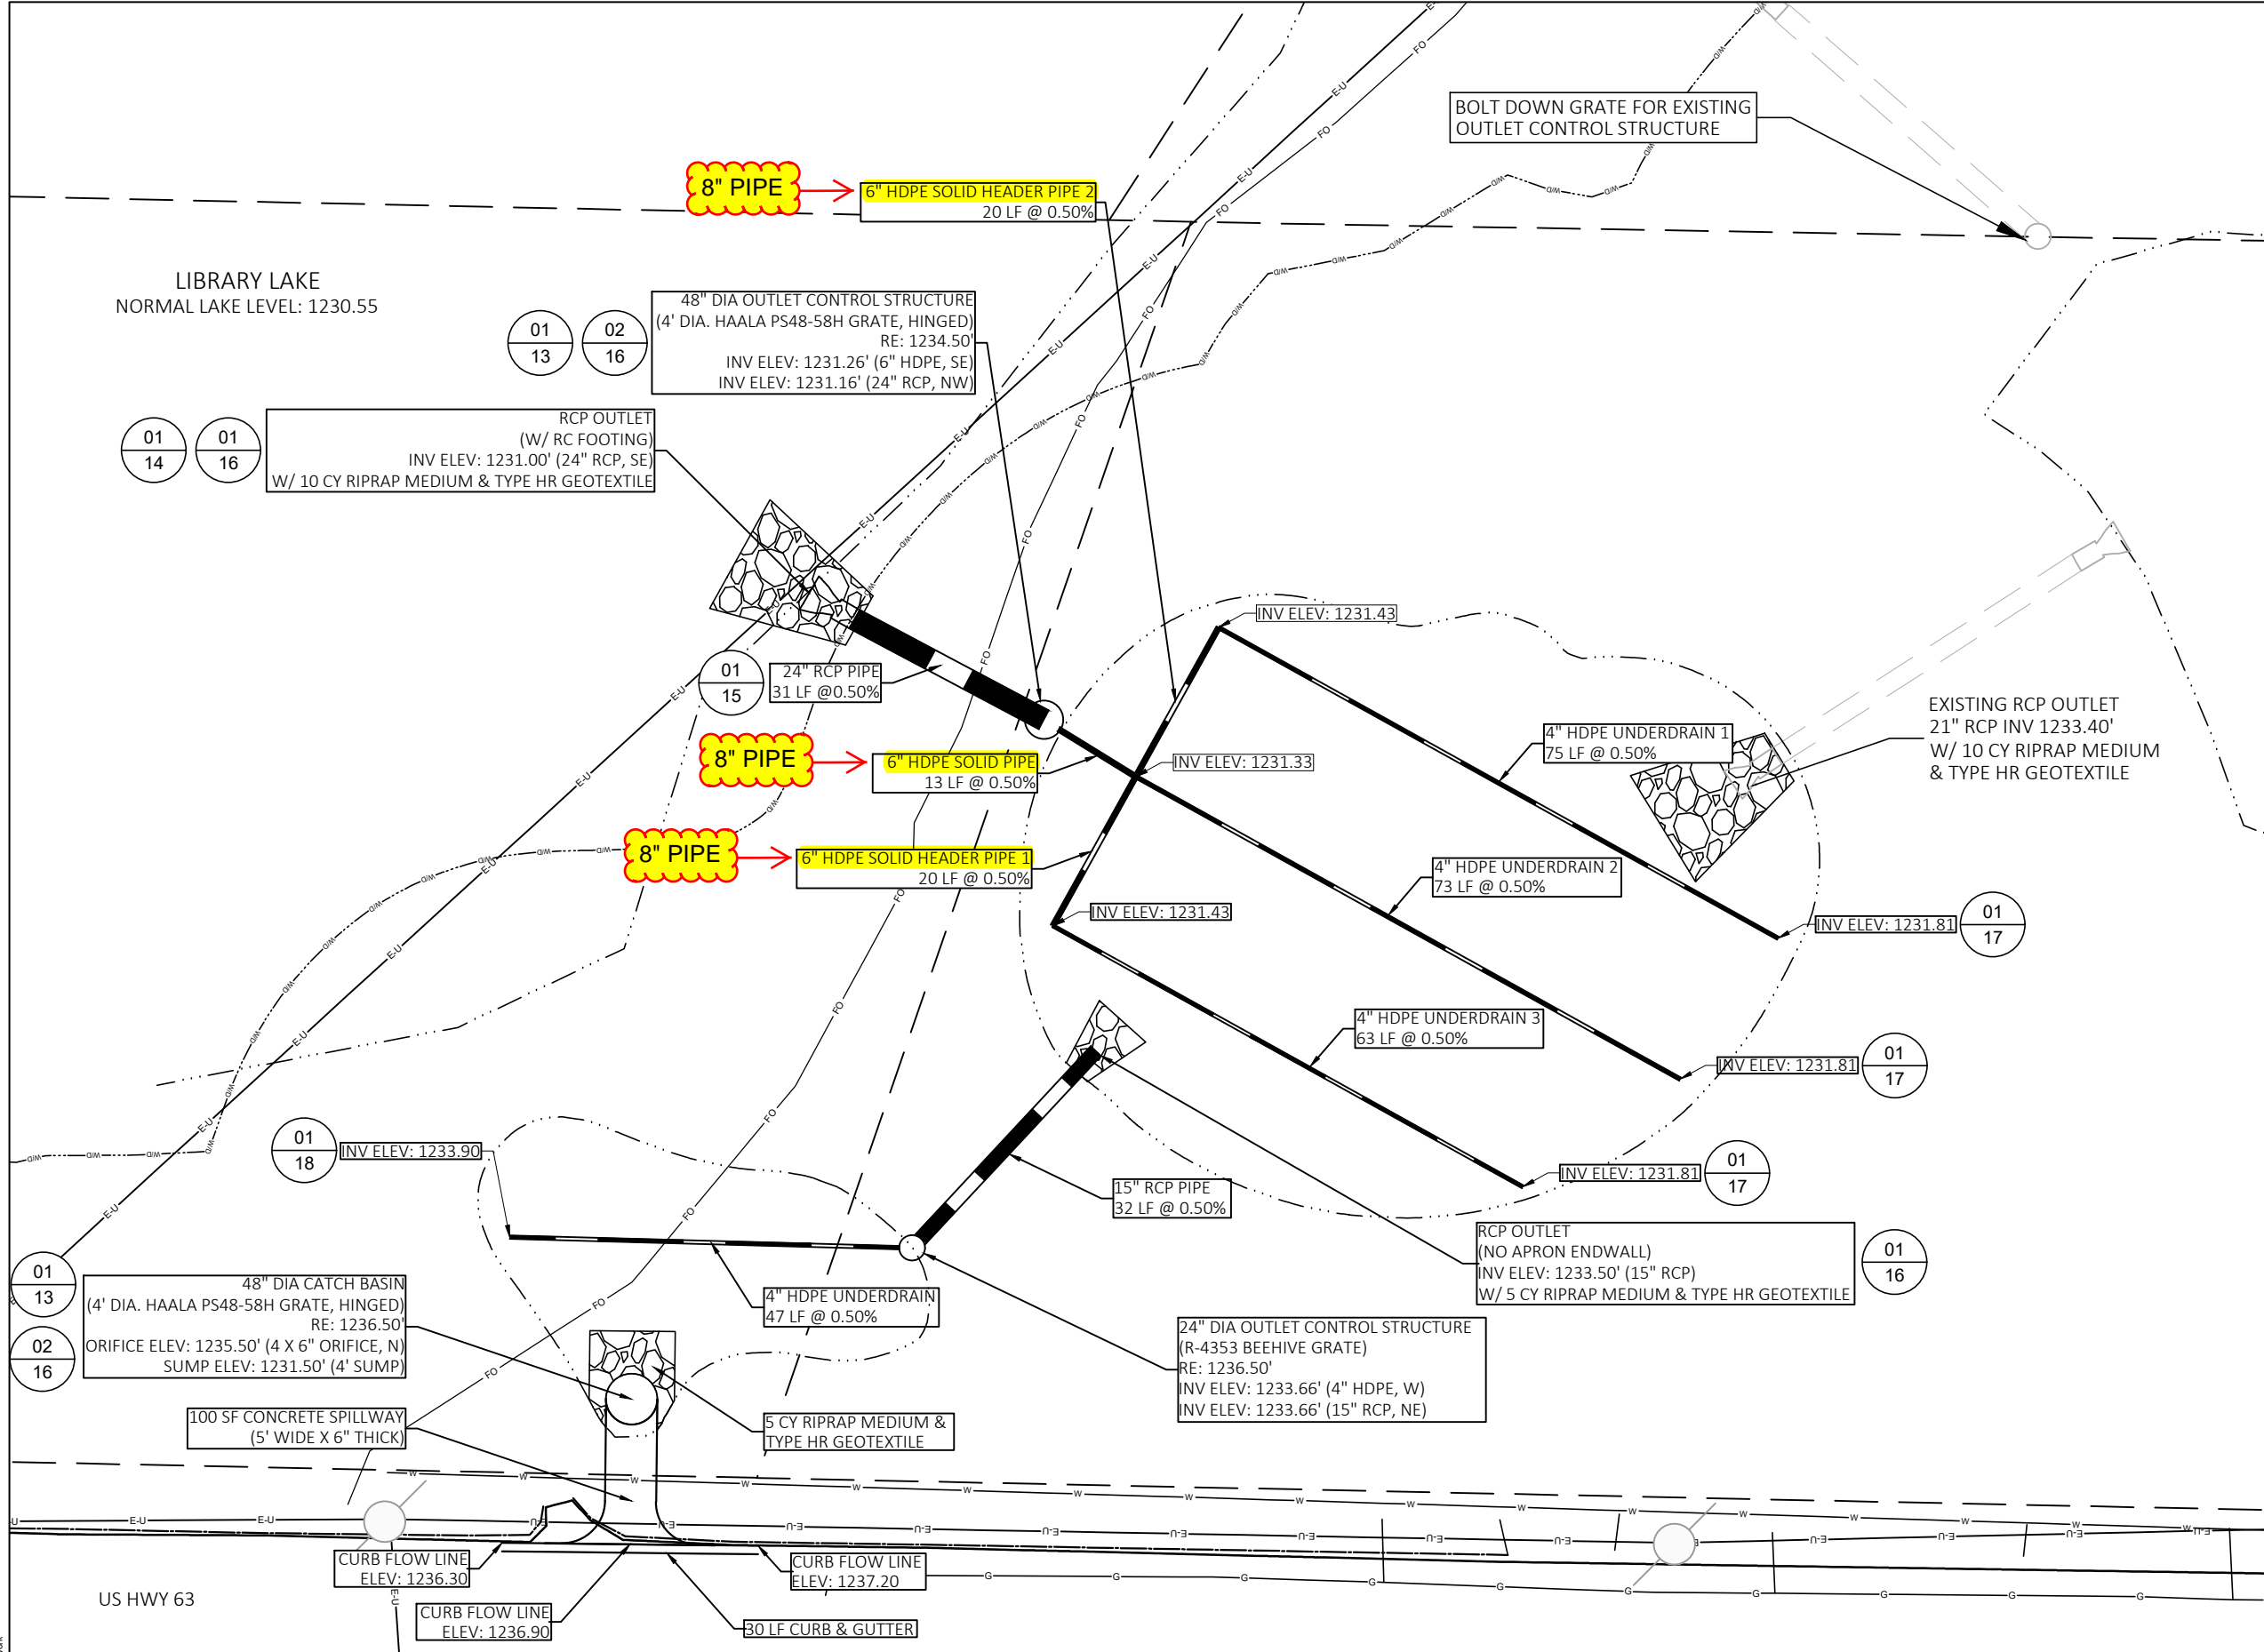 BOLT DOWN GRATE FOR EXISTING
OUTLET CONTROL STRUCTURE
8" PIPE
6" HDPE SOLID HEADER PIPE 2
20 LF @ 0.50%
LIBRARY LAKE
NORMAL LAKE LEVEL: 1230.55
01
13
02
16
48" DIA OUTLET CONTROL STRUCTURE
(4' DIA. HAALA PS48-58H GRATE, HINGED)
RE: 1234.50'
INV ELEV: 1231.26' (6" HDPE, SE)
INV ELEV: 1231.16' (24" RCP, NW)
01
14
01
16
RCP OUTLET
(W/ RC FOOTING)
INV ELEV: 1231.00' (24" RCP, SE)
W/ 10 CY RIPRAP MEDIUM & TYPE HR GEOTEXTILE
INV ELEV: 1231.43
01
15
24" RCP PIPE
31 LF @0.50%
EXISTING RCP OUTLET
21" RCP INV 1233.40'
W/ 10 CY RIPRAP MEDIUM
& TYPE HR GEOTEXTILE
4" HDPE UNDERDRAIN 1
75 LF @ 0.50%
8" PIPE
6" HDPE SOLID PIPE
13 LF @ 0.50%
INV ELEV: 1231.33
8" PIPE
6" HDPE SOLID HEADER PIPE 1
20 LF @ 0.50%
4" HDPE UNDERDRAIN 2
73 LF @ 0.50%
INV ELEV: 1231.43
INV ELEV: 1231.81
01
17
4" HDPE UNDERDRAIN 3
63 LF @ 0.50%
INV ELEV: 1231.81
01
17
01
18
INV ELEV: 1233.90
INV ELEV: 1231.81
01
17
15" RCP PIPE
32 LF @ 0.50%
RCP OUTLET
(NO APRON ENDWALL)
INV ELEV: 1233.50' (15" RCP)
W/ 5 CY RIPRAP MEDIUM & TYPE HR GEOTEXTILE
01
16
01
13
02
16
48" DIA CATCH BASIN
(4' DIA. HAALA PS48-58H GRATE, HINGED)
RE: 1236.50'
ORIFICE ELEV: 1235.50' (4 X 6" ORIFICE, N)
SUMP ELEV: 1231.50' (4' SUMP)
4" HDPE UNDERDRAIN
47 LF @ 0.50%
24" DIA OUTLET CONTROL STRUCTURE
(R-4353 BEEHIVE GRATE)
RE: 1236.50'
INV ELEV: 1233.66' (4" HDPE, W)
INV ELEV: 1233.66' (15" RCP, NE)
100 SF CONCRETE SPILLWAY
(5' WIDE X 6" THICK)
5 CY RIPRAP MEDIUM &
TYPE HR GEOTEXTILE
CURB FLOW LINE
ELEV: 1236.30
CURB FLOW LINE
ELEV: 1237.20
US HWY 63
CURB FLOW LINE
ELEV: 1236.90
30 LF CURB & GUTTER